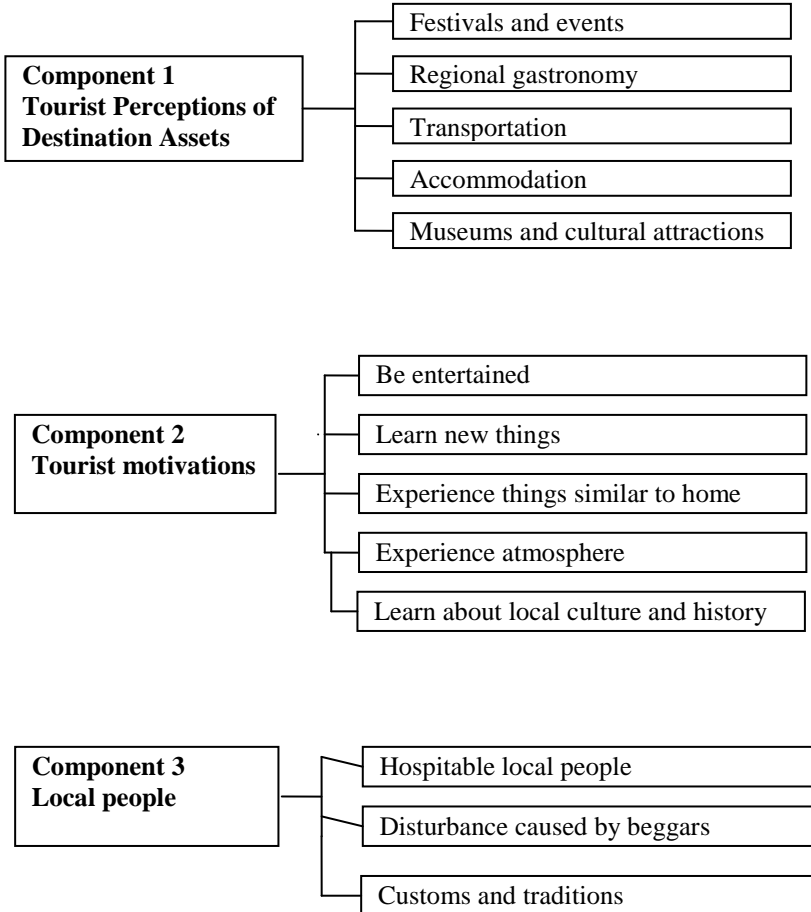 Component 1
Tourist Perceptions of
Destination Assets
Festivals and events
Regional gastronomy
Transportation
Accommodation
Museums and cultural attractions
Component 2
Tourist motivations
Be entertained
Learn new things
Experience things similar to home
Experience atmosphere
Learn about local culture and history
Component 3
Local people
Hospitable local people
Disturbance caused by beggars
Customs and traditions